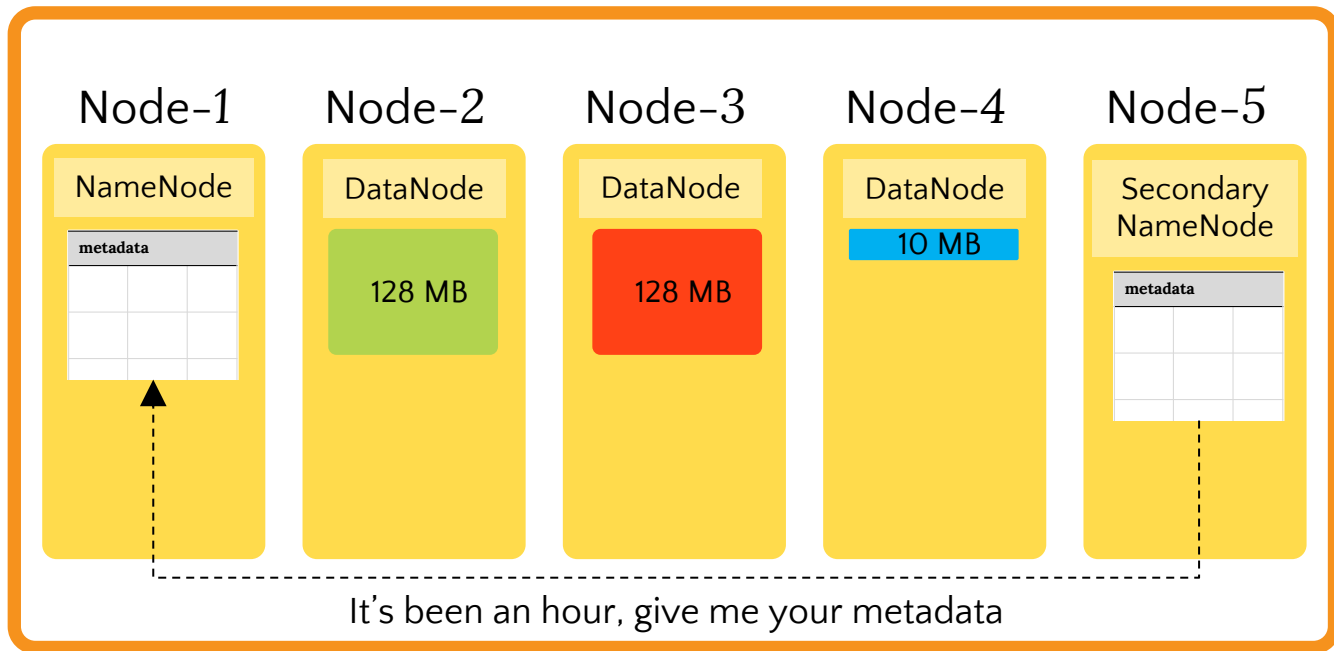 Node-1
Node-2
Node-3
Node-4
Node-5
NameNode
DataNode
DataNode
DataNode
Secondary
NameNode
metadata
128 MB
128 MB
10 MB
metadata
It's been an hour, give me your metadata